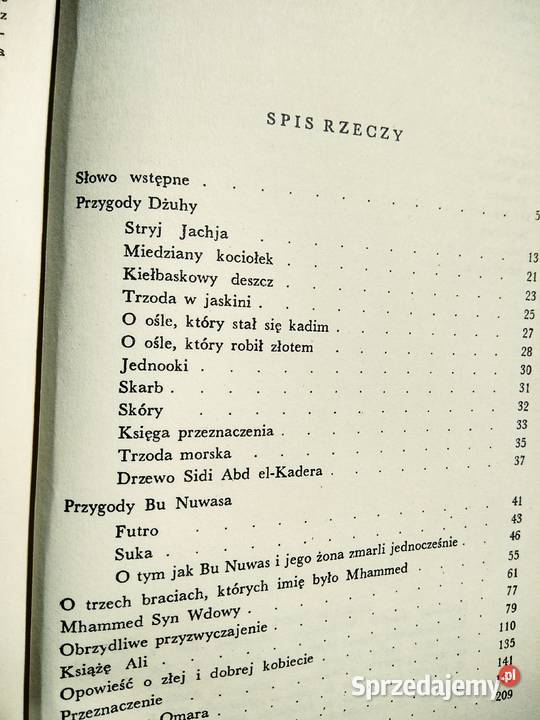 z
-
a
SPIS RZECZY
Słowo wstępne . . . . . . . . . . 5
Przygody Dżuhy
Stryj Jachja . . . . . . . . . 13
Miedziany kociołek . . . . . . . 21
Kiełbaskowy deszcz . . . . . . . 23
Trzoda w jaskini . . . . . . . . 25
O ośle, który stał się kadim . . . . . 27
O ośle, który robił złotem . . . . . 28
Jednooki . . . . . . . . . . 30
Skarb . . . . . . . . . . . 31
Skóry . . . . . . . . . . 32
Księga przeznaczenia . . . . . . . 33
Trzoda morska . . . . . . . . 35
Drzewo Sidi Abd el-Kadera . . . . . 37
Przygody Bu Nuwasa
Futro . . . . . . . . . . 41
Suka . . . . . . . . . . . 43
O tym jak Bu Nuwas i jego żona zmarli jednocześnie . 46
O trzech braciach, których imię było Mhammed . . . 55
Mhammed Syn Wdowy . . . . . . . . 61
Obrzydliwe przyzwyczajenie . . . . . . . 77
Książę Ali . . . . . . . . . . 79
Opowieść o złej i dobrej kobiecie . . . . . 110
Przeznaczenie . . . . . . . . 135
Omara . . . . . . . 141
209
Sprzedajemy.pl